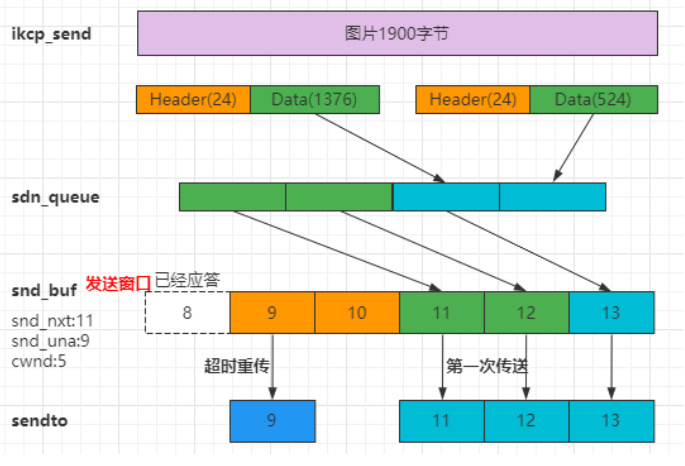 ikcp_send
图片1900字节
Header(24)
Data(1376)
Header(24)
Data(524)
sdn_queue
snd_buf
发送窗口
已经应答
8
9
10
11
12
13
snd_nxt:11
snd_una:9
cwnd:5
超时重传
第一次传送
sendto
9
11
12
13